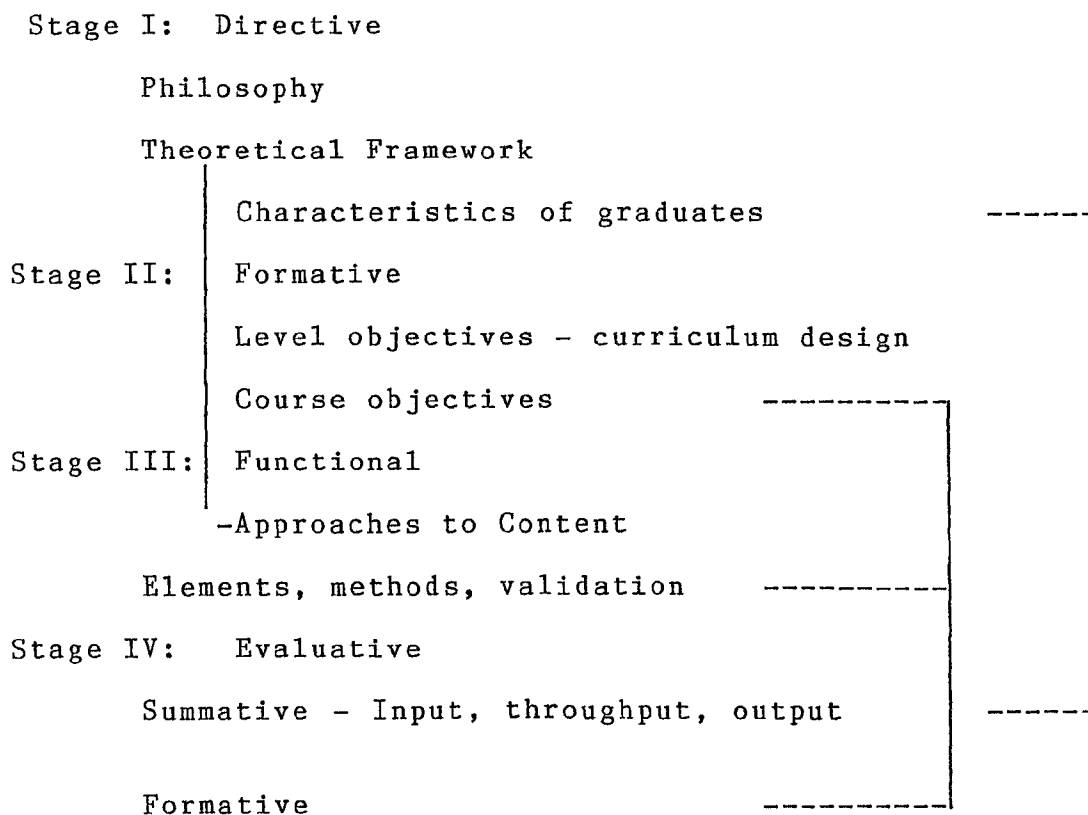 Stage I: Directive
Philosophy
Theoretical Framework
Characteristics of graduates
Stage II: Formative
Level objectives - curriculum design
Course objectives
Stage III: Functional
-Approaches to Content
Elements, methods, validation
Stage IV: Evaluative
Summative - Input, throughput, output
Formative